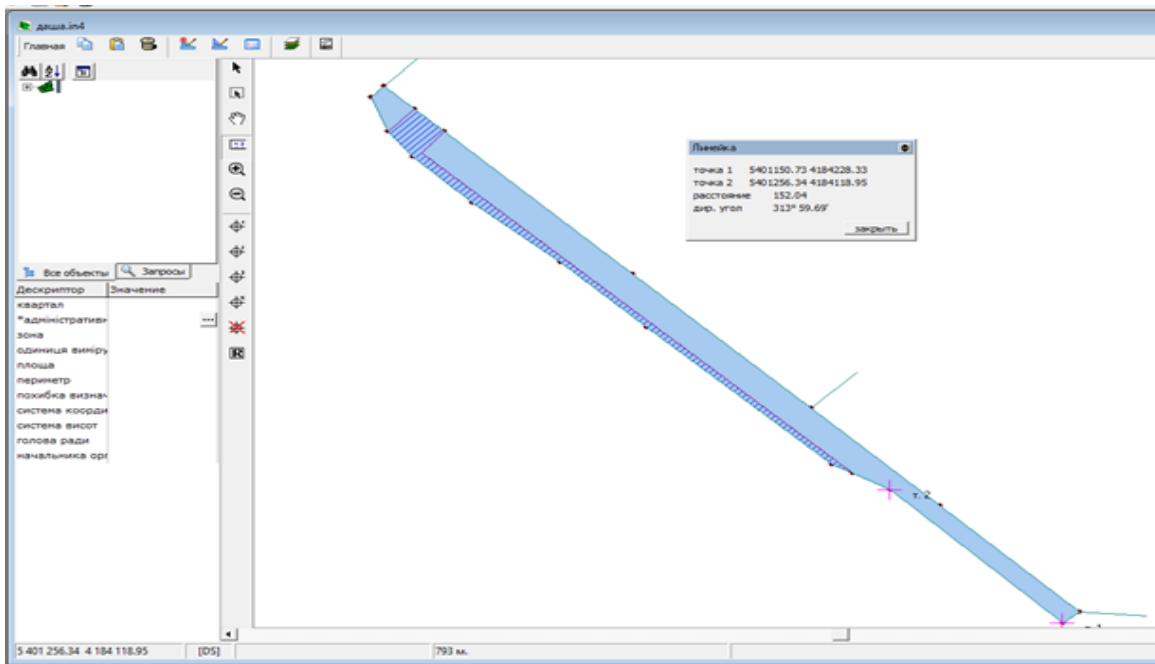 даша.in4
Главная
Линейка
точка 1 5401150.73 4184228.33
точка 2 5401256.34 4184118.95
расстояние 152.04
дир. угол 313° 59.69'
закрыть
Все объекты Запросы
Дескриптор Значение
квартал
*адміністративн
зона
одиниця виміру
площа
периметр
похибка визнач
система коорди
система висот
голова ради
начальника орг
т. 2
5 401 256.34 4 184 118.95 [DS] 793 м.